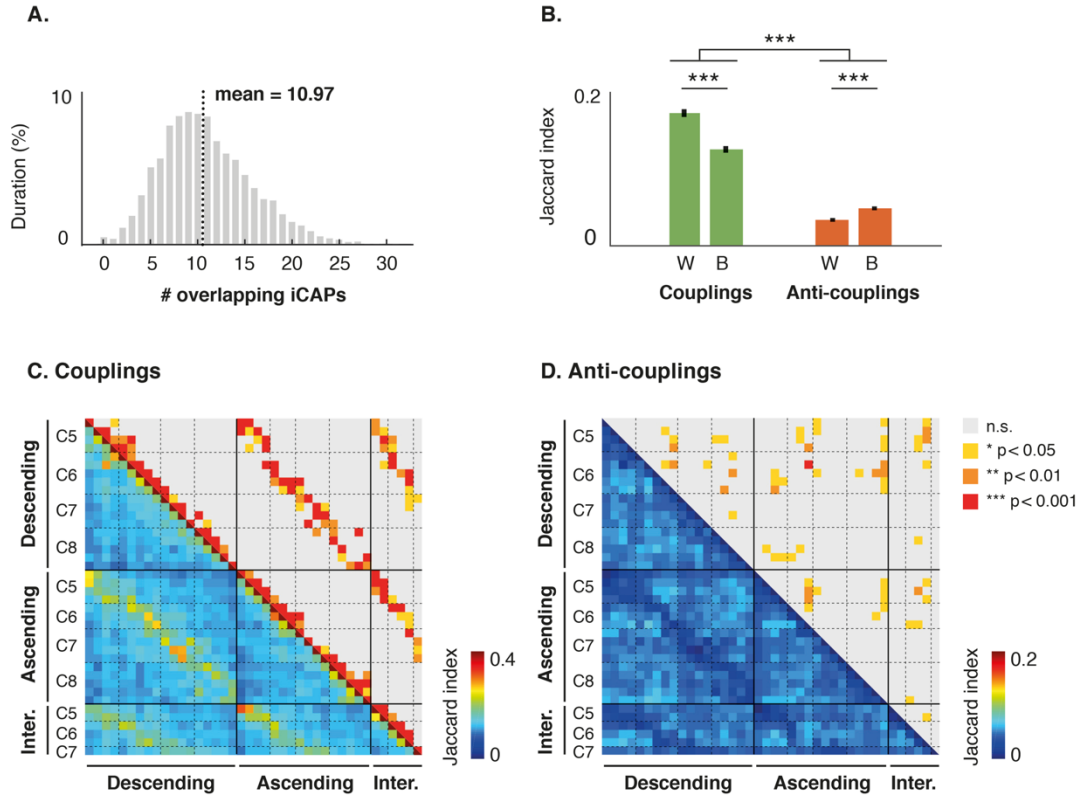 A.
10
mean = 10.97
Duration (%)
0
0 5 10 15 20 25 30
# overlapping iCAPs
B.
***
*** ***
0.2
Jaccard index
0
W B W B
Couplings Anti-couplings
C. Couplings
Descending
C5
C6
C7
C8
Ascending
C5
C6
C7
C8
Inter.
C5
C6
C7
Descending Ascending Inter.
Jaccard index
0.4
0
D. Anti-couplings
Descending
C5
C6
C7
C8
Ascending
C5
C6
C7
C8
Inter.
C5
C6
C7
Descending Ascending Inter.
n.s.
* p< 0.05
** p< 0.01
*** p< 0.001
Jaccard index
0.2
0